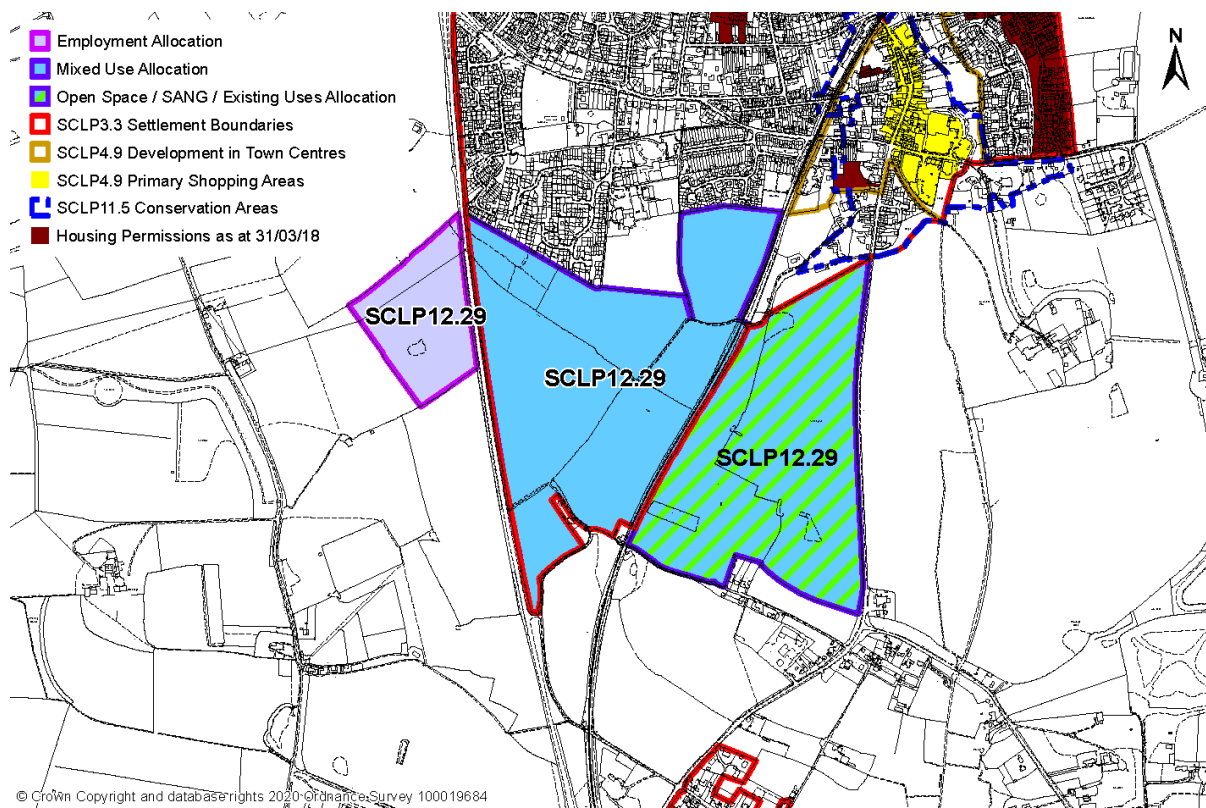 Employment Allocation
Mixed Use Allocation
Open Space / SANG / Existing Uses Allocation
SCLP3.3 Settlement Boundaries
SCLP4.9 Development in Town Centres
SCLP4.9 Primary Shopping Areas
SCLP11.5 Conservation Areas
Housing Permissions as at 31/03/18
N
SCLP12.29
SCLP12.29
SCLP12.29
© Crown Copyright and database rights 2020 Ordnance Survey 100019684